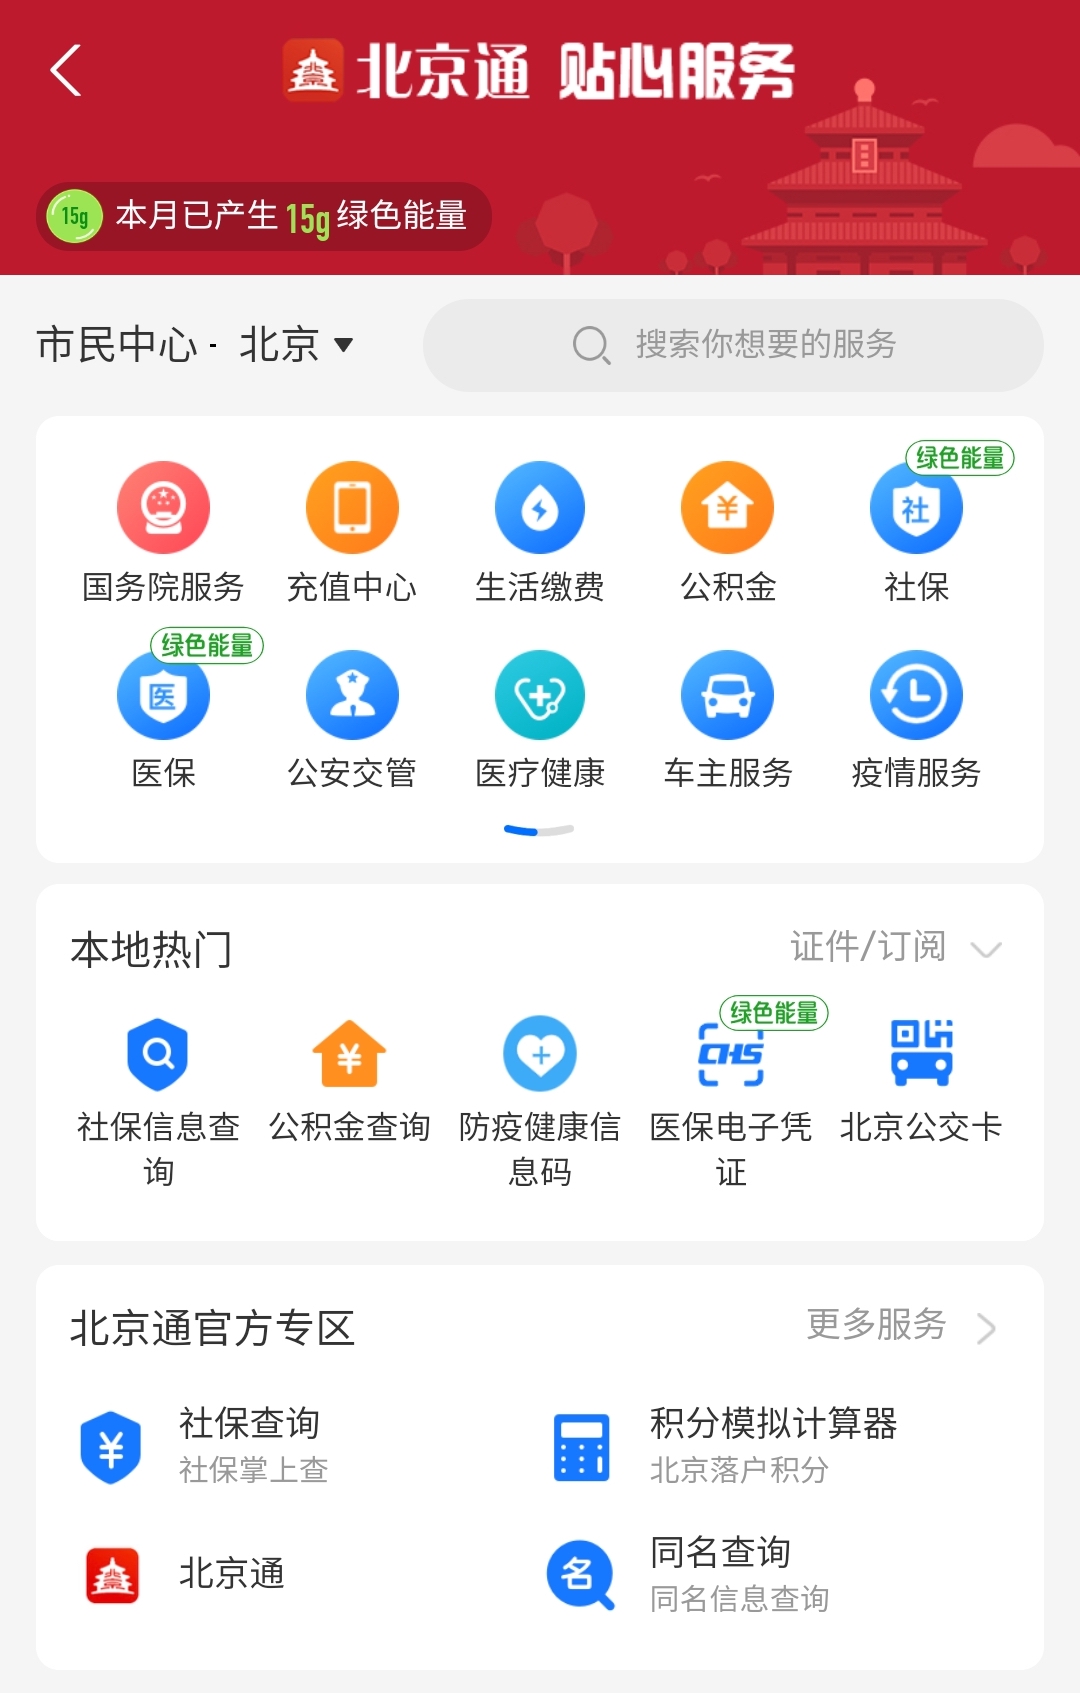 北京通 贴心服务
15g 本月已产生15g绿色能量
市民中心 · 北京
搜索你想要的服务
绿色能量
社
国务院服务 充值中心 生活缴费 公积金 社保
绿色能量
医
医保 公安交管 医疗健康 车主服务 疫情服务
本地热门 证件/订阅
绿色能量
CHS
社保信息查询 公积金查询 防疫健康信息码 医保电子凭证 北京公交卡
北京通官方专区 更多服务
社保查询
社保掌上查
积分模拟计算器
北京落户积分
北京通
名
同名查询
同名信息查询